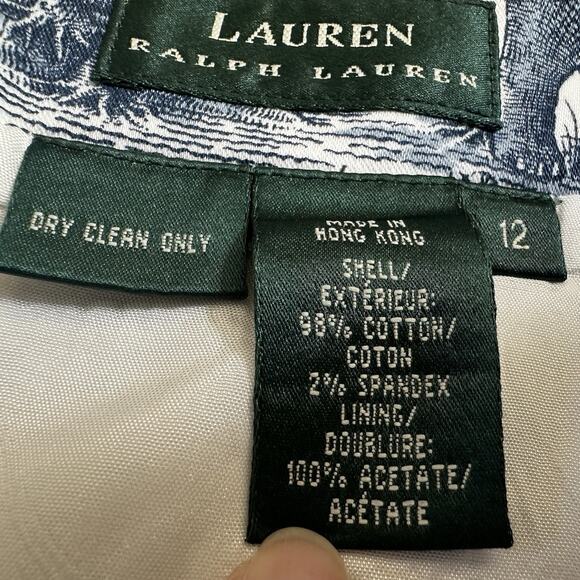 LAUREN
RALPH LAUREN
DRY CLEAN ONLY
MADE IN
HONG KONG
12
SHELL/
EXTÉRIEUR:
98% COTTON/
COTON
2% SPANDEX
LINING/
DOUBLURE:
100% ACETATE/
ACÉTATE